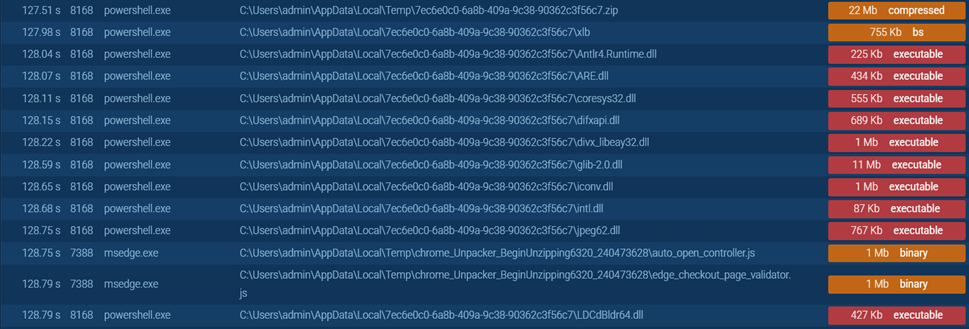 127.51 s 8168 powershell.exe C:\Users\admin\AppData\Local\Temp\7ec6e0c0-6a8b-409a-9c38-90362c3f56c7.zip 22 Mb compressed
127.98 s 8168 powershell.exe C:\Users\admin\AppData\Local\7ec6e0c0-6a8b-409a-9c38-90362c3f56c7\xlb 755 Kb bs
128.04 s 8168 powershell.exe C:\Users\admin\AppData\Local\7ec6e0c0-6a8b-409a-9c38-90362c3f56c7\Antlr4.Runtime.dll 225 Kb executable
128.07 s 8168 powershell.exe C:\Users\admin\AppData\Local\7ec6e0c0-6a8b-409a-9c38-90362c3f56c7\ARE.dll 434 Kb executable
128.11 s 8168 powershell.exe C:\Users\admin\AppData\Local\7ec6e0c0-6a8b-409a-9c38-90362c3f56c7\coresys32.dll 555 Kb executable
128.15 s 8168 powershell.exe C:\Users\admin\AppData\Local\7ec6e0c0-6a8b-409a-9c38-90362c3f56c7\difxapi.dll 689 Kb executable
128.22 s 8168 powershell.exe C:\Users\admin\AppData\Local\7ec6e0c0-6a8b-409a-9c38-90362c3f56c7\divx_libeay32.dll 1 Mb executable
128.59 s 8168 powershell.exe C:\Users\admin\AppData\Local\7ec6e0c0-6a8b-409a-9c38-90362c3f56c7\glib-2.0.dll 11 Mb executable
128.65 s 8168 powershell.exe C:\Users\admin\AppData\Local\7ec6e0c0-6a8b-409a-9c38-90362c3f56c7\iconv.dll 1 Mb executable
128.68 s 8168 powershell.exe C:\Users\admin\AppData\Local\7ec6e0c0-6a8b-409a-9c38-90362c3f56c7\intl.dll 87 Kb executable
128.75 s 8168 powershell.exe C:\Users\admin\AppData\Local\7ec6e0c0-6a8b-409a-9c38-90362c3f56c7\jpeg62.dll 767 Kb executable
128.75 s 7388 msedge.exe C:\Users\admin\AppData\Local\Temp\chrome_Unpacker_BeginUnzipping6320_240473628\auto_open_controller.js 1 Mb binary
128.79 s 7388 msedge.exe C:\Users\admin\AppData\Local\Temp\chrome_Unpacker_BeginUnzipping6320_240473628\edge_checkout_page_validator. 1 Mb binary
js
128.79 s 8168 powershell.exe C:\Users\admin\AppData\Local\7ec6e0c0-6a8b-409a-9c38-90362c3f56c7\LDCdBldr64.dll 427 Kb executable